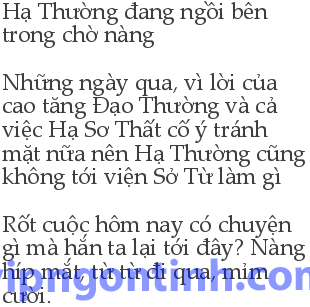 Hạ Thường đang ngồi bên
trong chờ nàng
Những ngày qua, vì lời của
cao tăng Đạo Thường và cả
việc Hạ Sơ Thất cố ý tránh
mặt nữa nên Hạ Thường cũng
không tới viện Sở Từ làm gì
Rốt cuộc hôm nay có chuyện
gì mà hắn ta lại tới đây? Nàng
híp mắt, từ từ đi qua, mỉm
cười.
vipngontinh.com